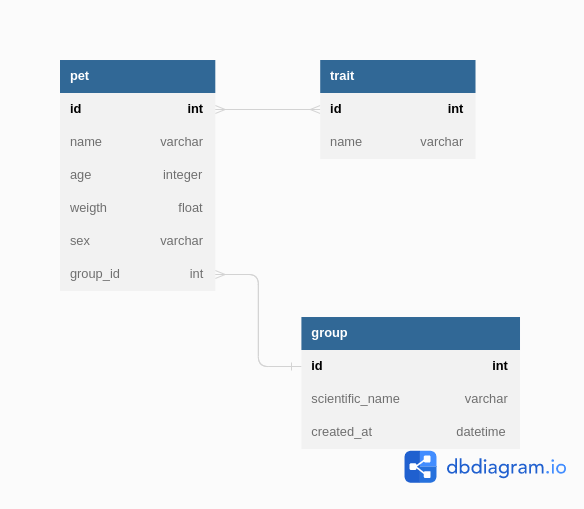 pet
id int
name varchar
age integer
weigth float
sex varchar
group_id int
trait
id int
name varchar
group
id int
scientific_name varchar
created_at datetime
dbdiagram.io